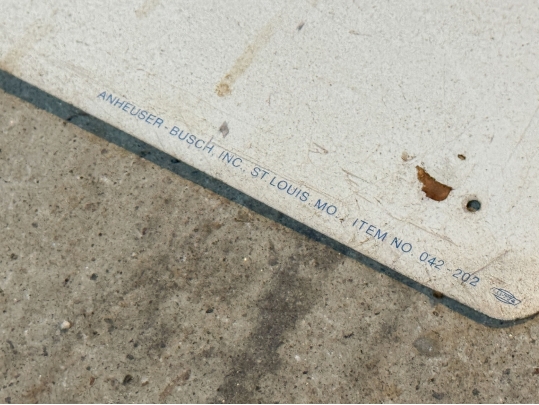 ANHEUSER-BUSCH, INC., ST. LOUIS, MO., ITEM NO. 042-202